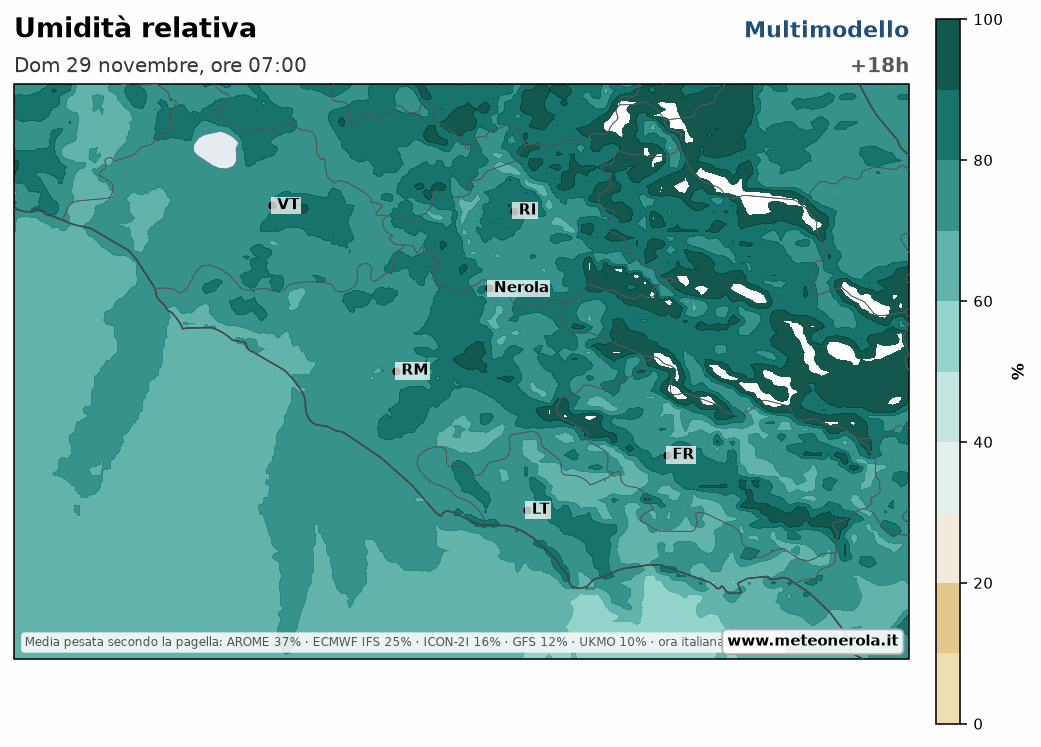 Umidità relativa
Multimodello
Dom 29 novembre, ore 07:00
+18h
100
80
60
40
20
0
%
VT
RI
Nerola
RM
FR
LT
Media pesata secondo la pagella: AROME 37% · ECMWF IFS 25% · ICON-2I 16% · GFS 12% · UKMO 10% · ora italiana
www.meteonerola.it